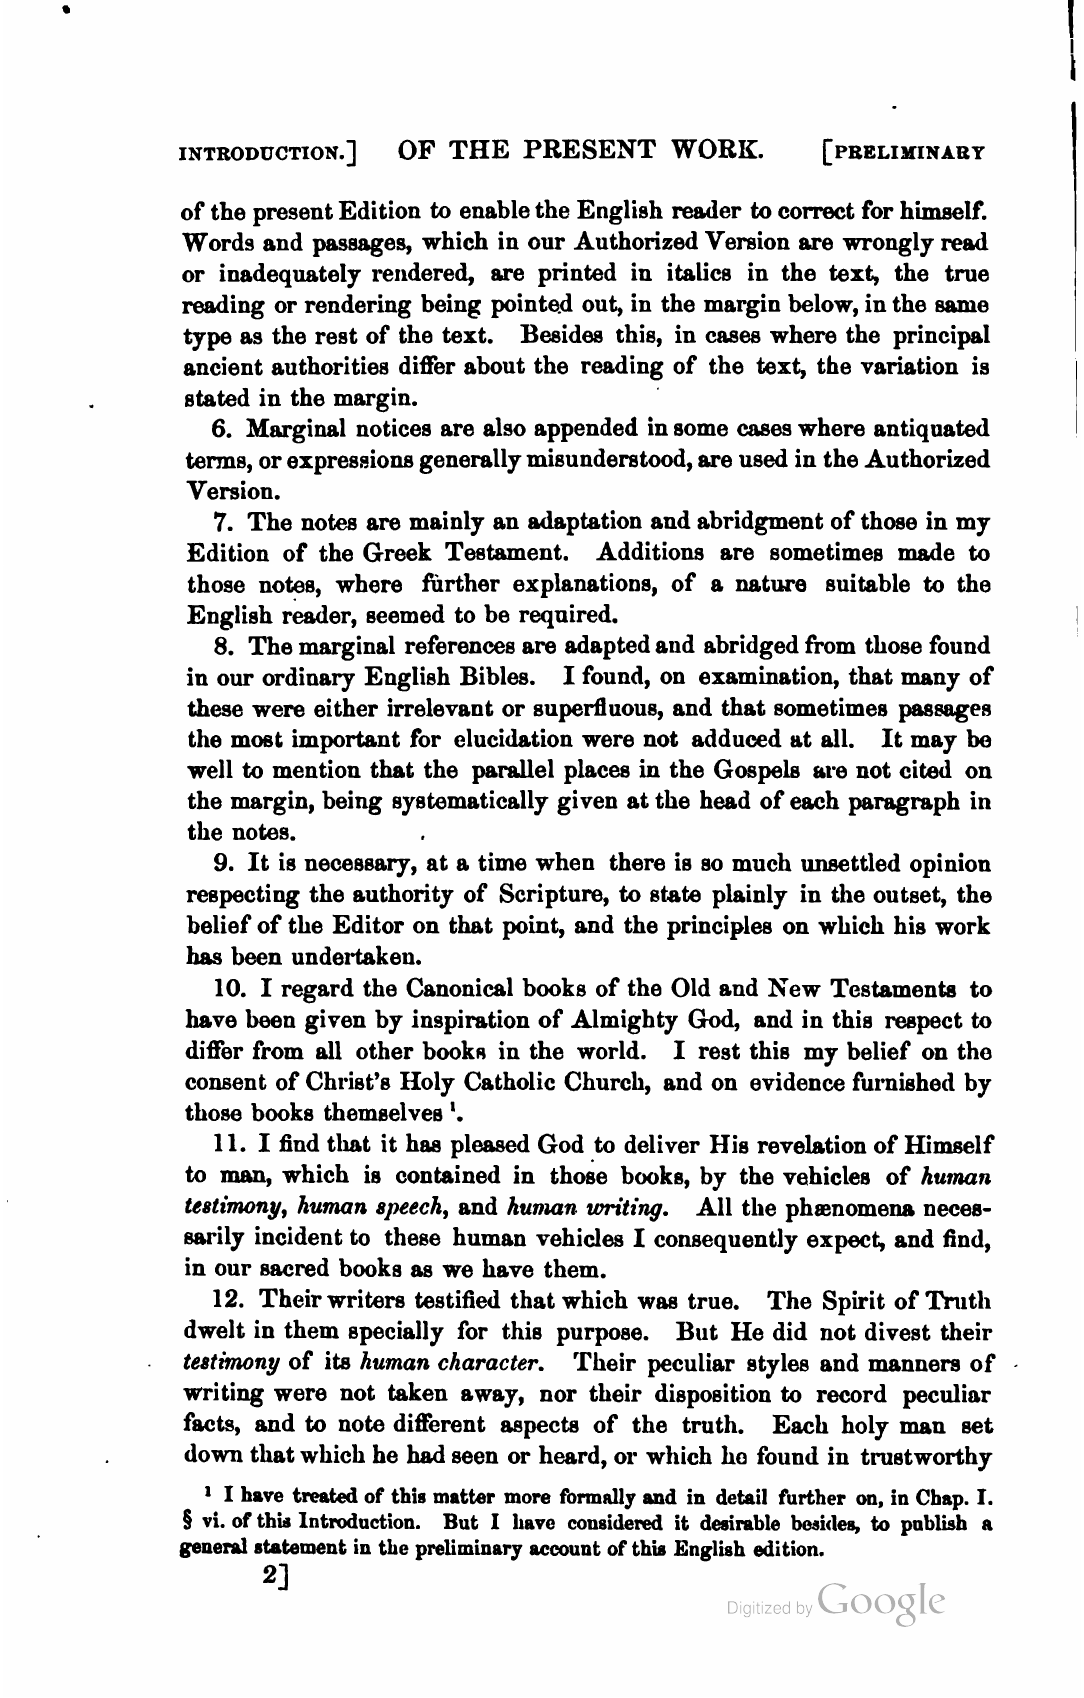 INTRODUCTION.] OF THE PRESENT WORK. [PRELIMINARY
of the present Edition to enable the English reader to correct for himself.
Words and passages, which in our Authorized Version are wrongly read
or inadequately rendered, are printed in italics in the text, the true
reading or rendering being pointed out, in the margin below, in the same
type as the rest of the text. Besides this, in cases where the principal
ancient authorities differ about the reading of the text, the variation is
stated in the margin.
6. Marginal notices are also appended in some cases where antiquated
terms, or expressions generally misunderstood, are used in the Authorized
Version.
7. The notes are mainly an adaptation and abridgment of those in my
Edition of the Greek Testament. Additions are sometimes made to
those notes, where further explanations, of a nature suitable to the
English reader, seemed to be required.
8. The marginal references are adapted and abridged from those found
in our ordinary English Bibles. I found, on examination, that many of
these were either irrelevant or superfluous, and that sometimes passages
the most important for elucidation were not adduced at all. It may be
well to mention that the parallel places in the Gospels are not cited on
the margin, being systematically given at the head of each paragraph in
the notes.
9. It is necessary, at a time when there is so much unsettled opinion
respecting the authority of Scripture, to state plainly in the outset, the
belief of the Editor on that point, and the principles on which his work
has been undertaken.
10. I regard the Canonical books of the Old and New Testaments to
have been given by inspiration of Almighty God, and in this respect to
differ from all other books in the world. I rest this my belief on the
consent of Christ's Holy Catholic Church, and on evidence furnished by
those books themselves ¹.
11. I find that it has pleased God to deliver His revelation of Himself
to man, which is contained in those books, by the vehicles of human
testimony, human speech, and human writing. All the phænomena neces-
sarily incident to these human vehicles I consequently expect, and find,
in our sacred books as we have them.
12. Their writers testified that which was true. The Spirit of Truth
dwelt in them specially for this purpose. But He did not divest their
testimony of its human character. Their peculiar styles and manners of
writing were not taken away, nor their disposition to record peculiar
facts, and to note different aspects of the truth. Each holy man set
down that which he had seen or heard, or which he found in trustworthy
¹ I have treated of this matter more formally and in detail further on, in Chap. I.
§ vi. of this Introduction. But I have considered it desirable besides, to publish a
general statement in the preliminary account of this English edition.
2]
Digitized by Google